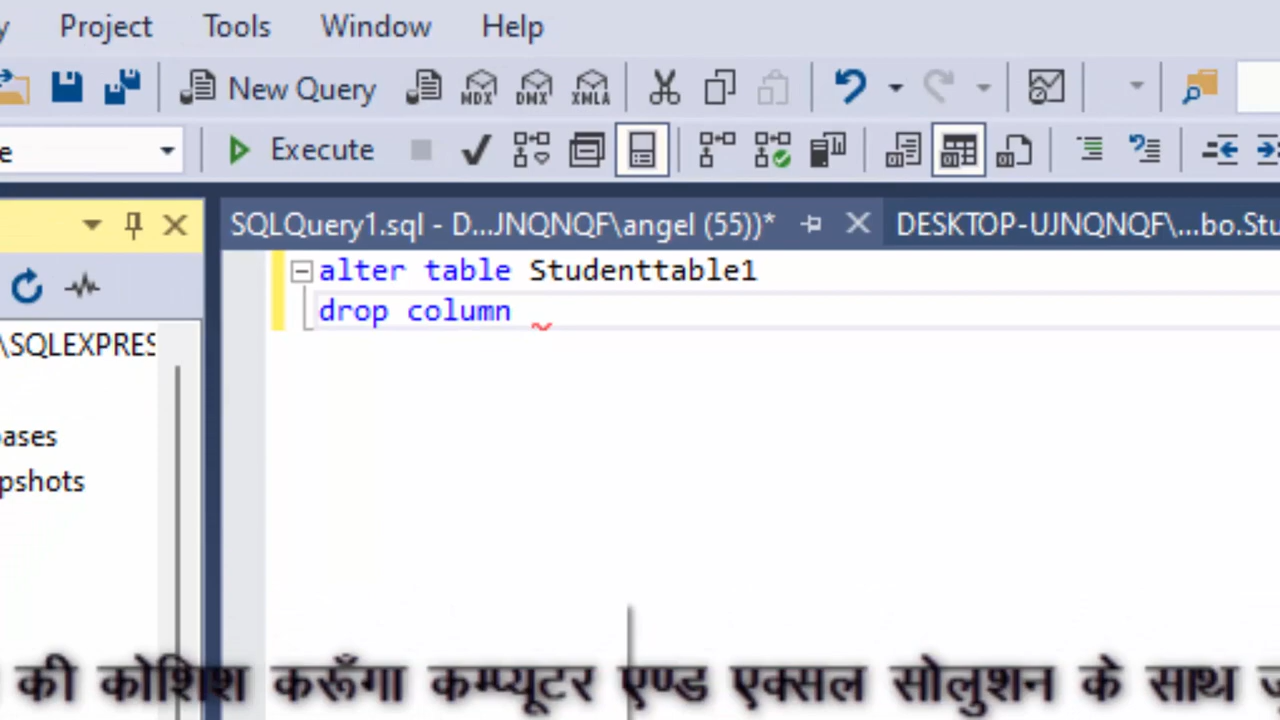 Project Tools Window Help
New Query MDX DMX XMLA
Execute
SQLQuery1.sql - D...JNQNQF\angel (55))* DESKTOP-UJNQNQF\...bo.Stu
alter table Studenttable1
drop column
\SQLEXPRES
ases
pshots
की कोशिश करूँगा कम्प्यूटर एण्ड एक्सल सोलुशन के साथ